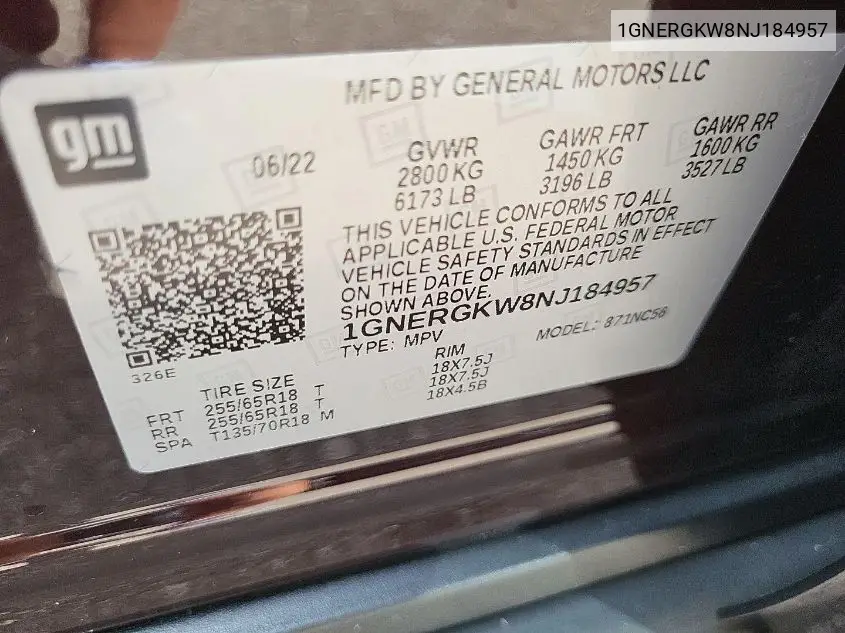 1GNERGKW8NJ184957
MFD BY GENERAL MOTORS LLC
gm
06/22
GVWR
2800 KG
6173 LB
GAWR FRT
1450 KG
3196 LB
GAWR RR
1600 KG
3527 LB
THIS VEHICLE CONFORMS TO ALL
APPLICABLE U.S. FEDERAL MOTOR
VEHICLE SAFETY STANDARDS IN EFFECT
ON THE DATE OF MANUFACTURE
SHOWN ABOVE.
1GNERGKW8NJ184957
TYPE: MPV
MODEL: 871NC56
326E
TIRE SIZE
RIM
FRT 255/65R18 T 18X7.5J
RR 255/65R18 T 18X7.5J
SPA T135/70R18 M 18X4.5B